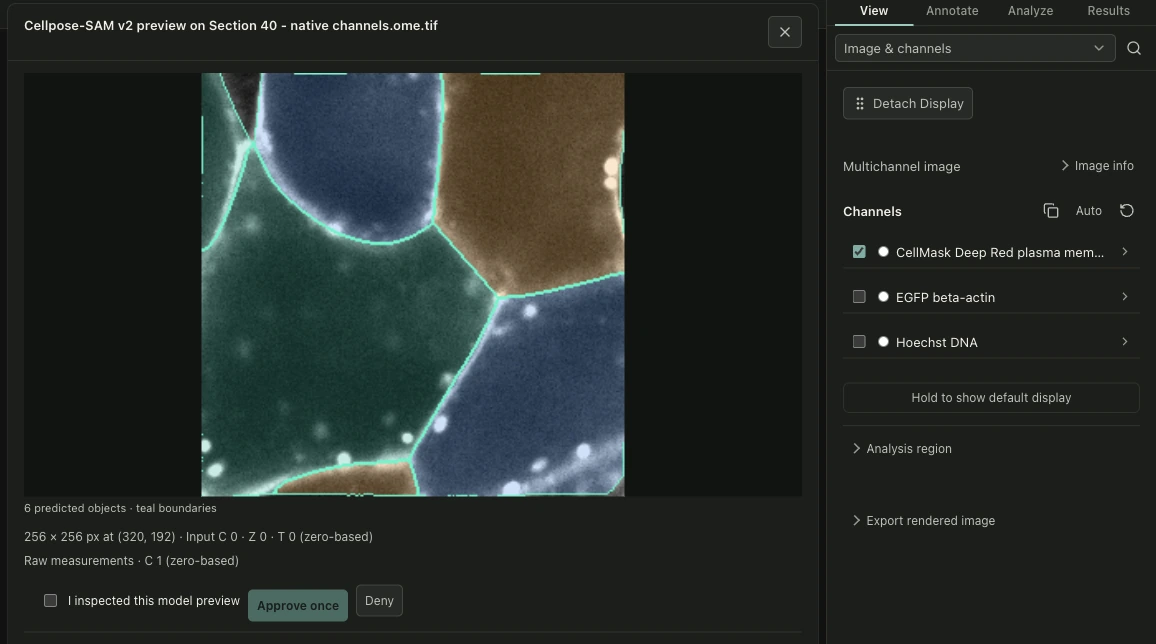 Cellpose-SAM v2 preview on Section 40 - native channels.ome.tif
6 predicted objects · teal boundaries
256 × 256 px at (320, 192) · Input C 0 · Z 0 · T 0 (zero-based)
Raw measurements · C 1 (zero-based)
I inspected this model preview
Approve once
Deny
View
Annotate
Analyze
Results
Image & channels
Detach Display
Multichannel image
Image info
Channels
Auto
CellMask Deep Red plasma mem...
EGFP beta-actin
Hoechst DNA
Hold to show default display
Analysis region
Export rendered image